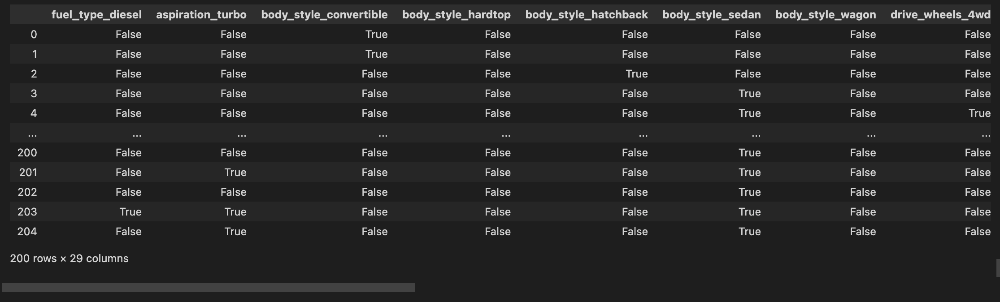 fuel_type_diesel aspiration_turbo body_style_convertible body_style_hardtop body_style_hatchback body_style_sedan body_style_wagon drive_wheels_4wd
0 False False True False False False False False
1 False False True False False False False False
2 False False False False True False False False
3 False False False False False True False False
4 False False False False False True False True
... ... ... ... ... ... ... ... ...
200 False False False False False True False False
201 False True False False False True False False
202 False False False False False True False False
203 True True False False False True False False
204 False True False False False True False False
200 rows × 29 columns